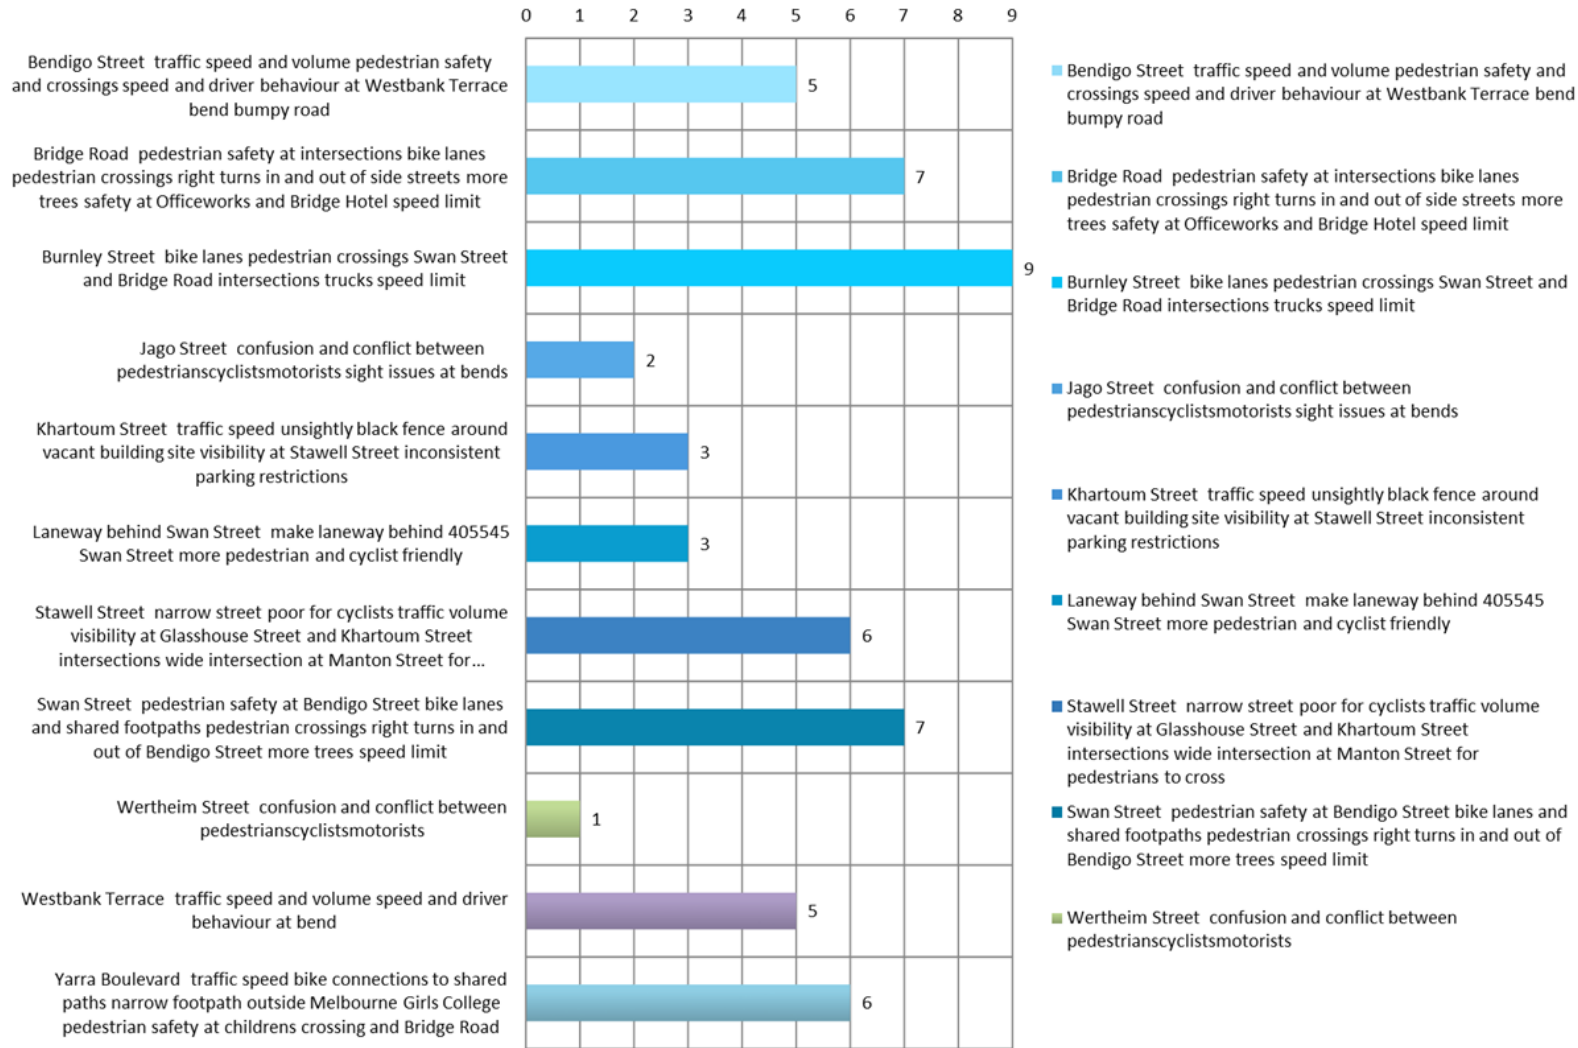 0 1 2 3 4 5 6 7 8 9
Bendigo Street  traffic speed and volume pedestrian safety
and crossings speed and driver behaviour at Westbank Terrace
bend bumpy road
5
Bridge Road  pedestrian safety at intersections bike lanes
pedestrian crossings right turns in and out of side streets more
trees safety at Officeworks and Bridge Hotel speed limit
7
Burnley Street  bike lanes pedestrian crossings Swan Street
and Bridge Road intersections trucks speed limit
9
Jago Street  confusion and conflict between
pedestrianscyclistsmotorists sight issues at bends
2
Khartoum Street  traffic speed unsightly black fence around
vacant building site visibility at Stawell Street inconsistent
parking restrictions
3
Laneway behind Swan Street  make laneway behind 405545
Swan Street more pedestrian and cyclist friendly
3
Stawell Street  narrow street poor for cyclists traffic volume
visibility at Glasshouse Street and Khartoum Street
intersections wide intersection at Manton Street for...
6
Swan Street  pedestrian safety at Bendigo Street bike lanes
and shared footpaths pedestrian crossings right turns in and
out of Bendigo Street more trees speed limit
7
Wertheim Street  confusion and conflict between
pedestrianscyclistsmotorists
1
Westbank Terrace  traffic speed and volume speed and driver
behaviour at bend
5
Yarra Boulevard  traffic speed bike connections to shared
paths narrow footpath outside Melbourne Girls College
pedestrian safety at childrens crossing and Bridge Road
6
Bendigo Street  traffic speed and volume pedestrian safety and
crossings speed and driver behaviour at Westbank Terrace bend
bumpy road
Bridge Road  pedestrian safety at intersections bike lanes
pedestrian crossings right turns in and out of side streets more
trees safety at Officeworks and Bridge Hotel speed limit
Burnley Street  bike lanes pedestrian crossings Swan Street and
Bridge Road intersections trucks speed limit
Jago Street  confusion and conflict between
pedestrianscyclistsmotorists sight issues at bends
Khartoum Street  traffic speed unsightly black fence around
vacant building site visibility at Stawell Street inconsistent
parking restrictions
Laneway behind Swan Street  make laneway behind 405545
Swan Street more pedestrian and cyclist friendly
Stawell Street  narrow street poor for cyclists traffic volume
visibility at Glasshouse Street and Khartoum Street
intersections wide intersection at Manton Street for
pedestrians to cross
Swan Street  pedestrian safety at Bendigo Street bike lanes and
shared footpaths pedestrian crossings right turns in and out of
Bendigo Street more trees speed limit
Wertheim Street  confusion and conflict between
pedestrianscyclistsmotorists